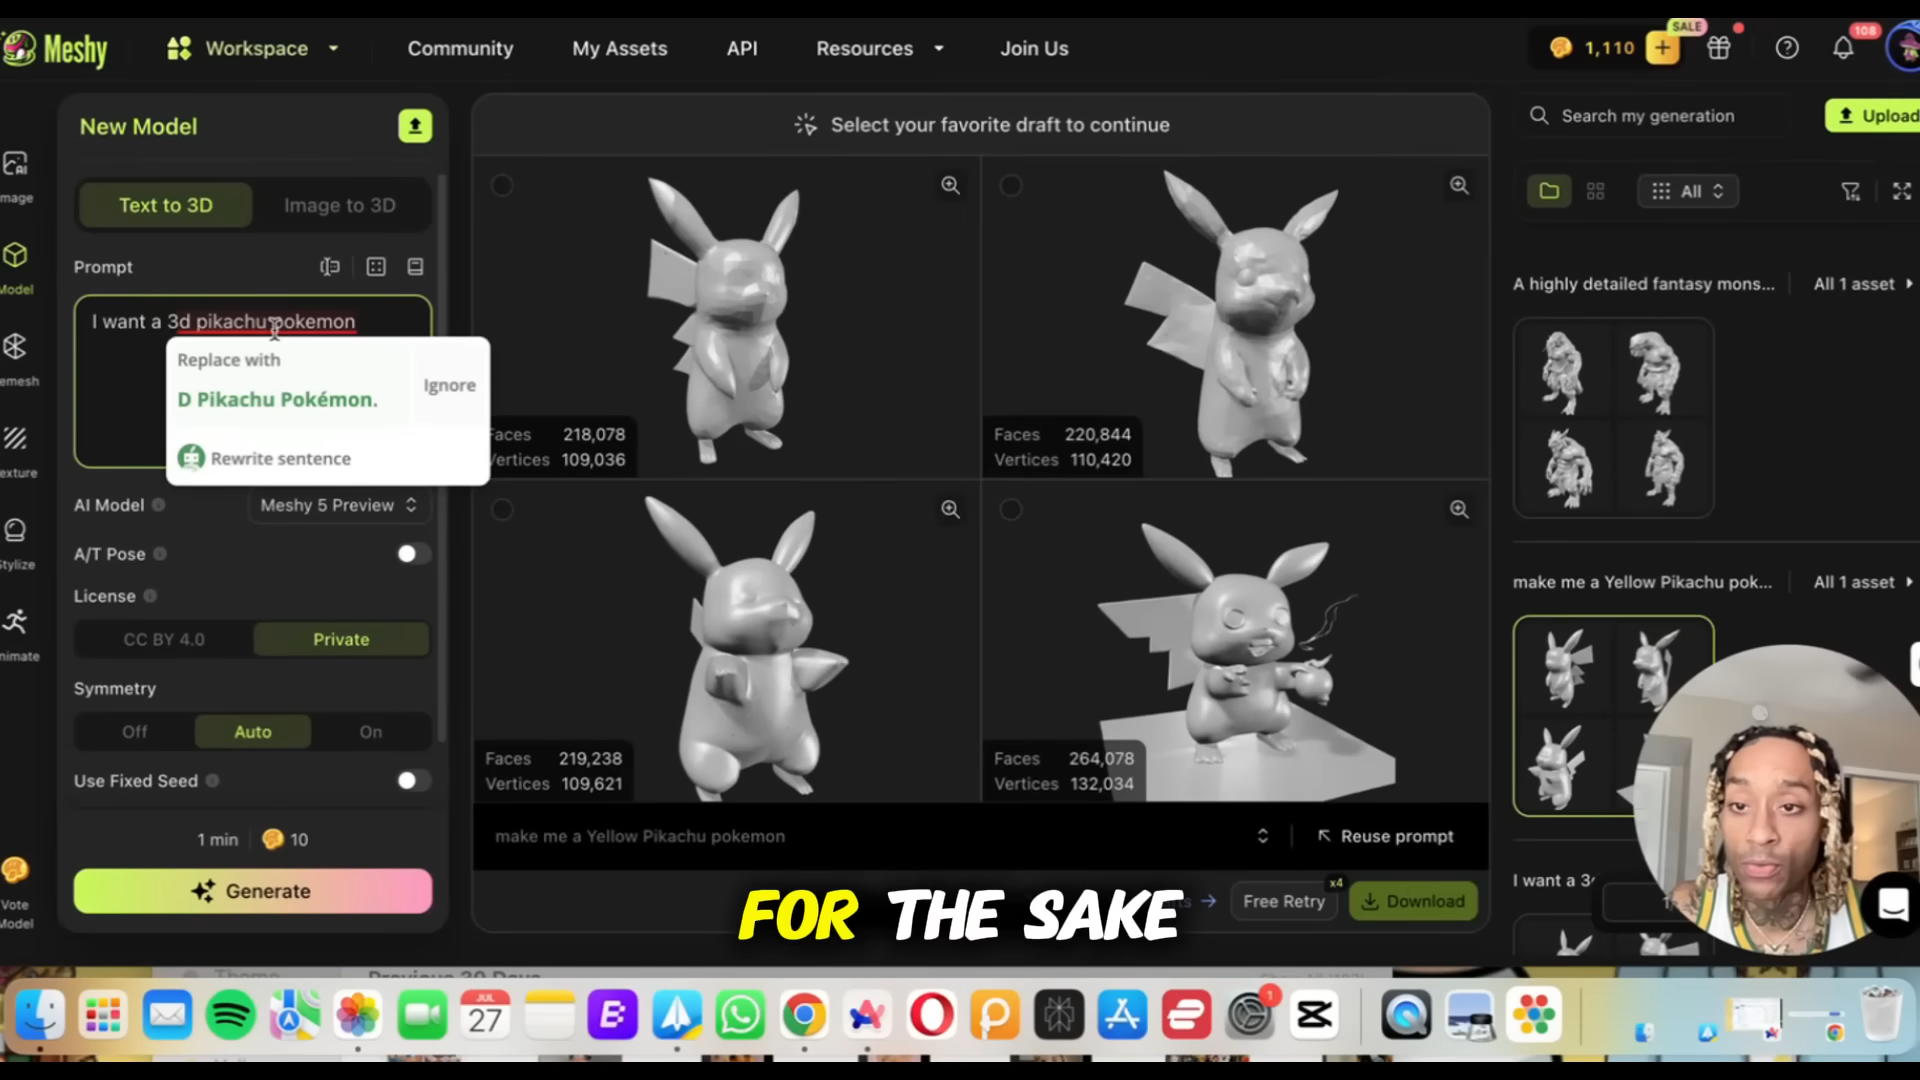 Meshy
Workspace
Community
My Assets
API
Resources
Join Us
SALE
1,110
108
New Model
Text to 3D
Image to 3D
Prompt
I want a 3d pikachu pokemon
Replace with
D Pikachu Pokémon.
Ignore
Rewrite sentence
AI Model
Meshy 5 Preview
A/T Pose
License
CC BY 4.0
Private
Symmetry
Off
Auto
On
Use Fixed Seed
1 min
10
Generate
mage
Model
emesh
exture
Stylize
nimate
Vote
Model
Select your favorite draft to continue
Faces 218,078
Vertices 109,036
Faces 220,844
Vertices 110,420
Faces 219,238
Vertices 109,621
Faces 264,078
Vertices 132,034
make me a Yellow Pikachu pokemon
Reuse prompt
x4
Free Retry
Download
FOR THE SAKE
Search my generation
Upload
All
A highly detailed fantasy mons...
All 1 asset
make me a Yellow Pikachu pok...
All 1 asset
I want a 3
Previous 30 Days
JUL
27
1